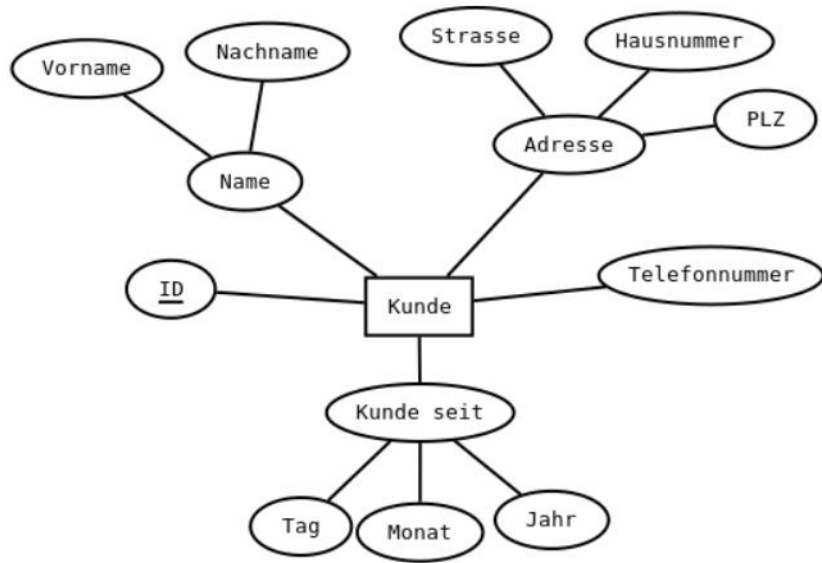 Vorname
Nachname
Strasse
Hausnummer
PLZ
Adresse
Name
ID
Kunde
Telefonnummer
Kunde seit
Tag
Monat
Jahr